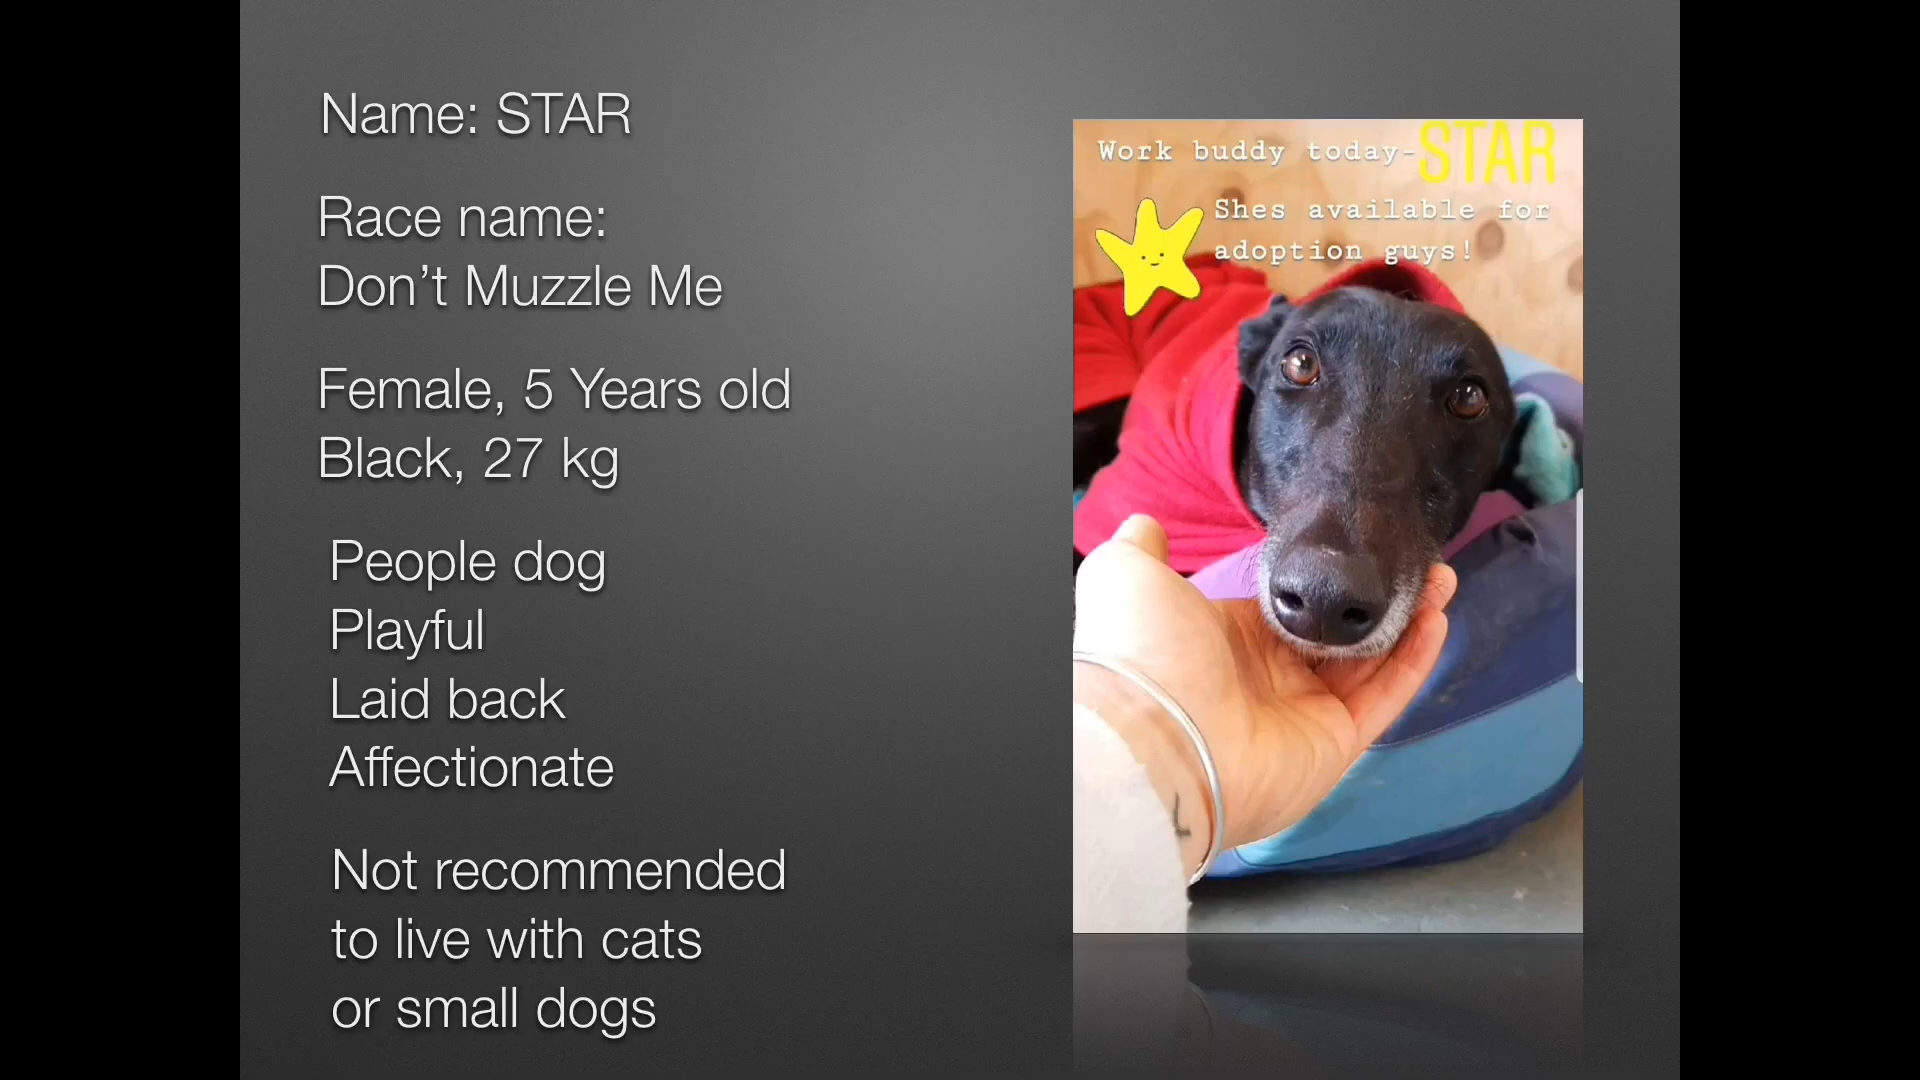 Name: STAR
Race name:
Don’t Muzzle Me
Female, 5 Years old
Black, 27 kg
People dog
Playful
Laid back
Affectionate
Not recommended
to live with cats
or small dogs
Work buddy today-STAR
Shes available for
adoption guys!